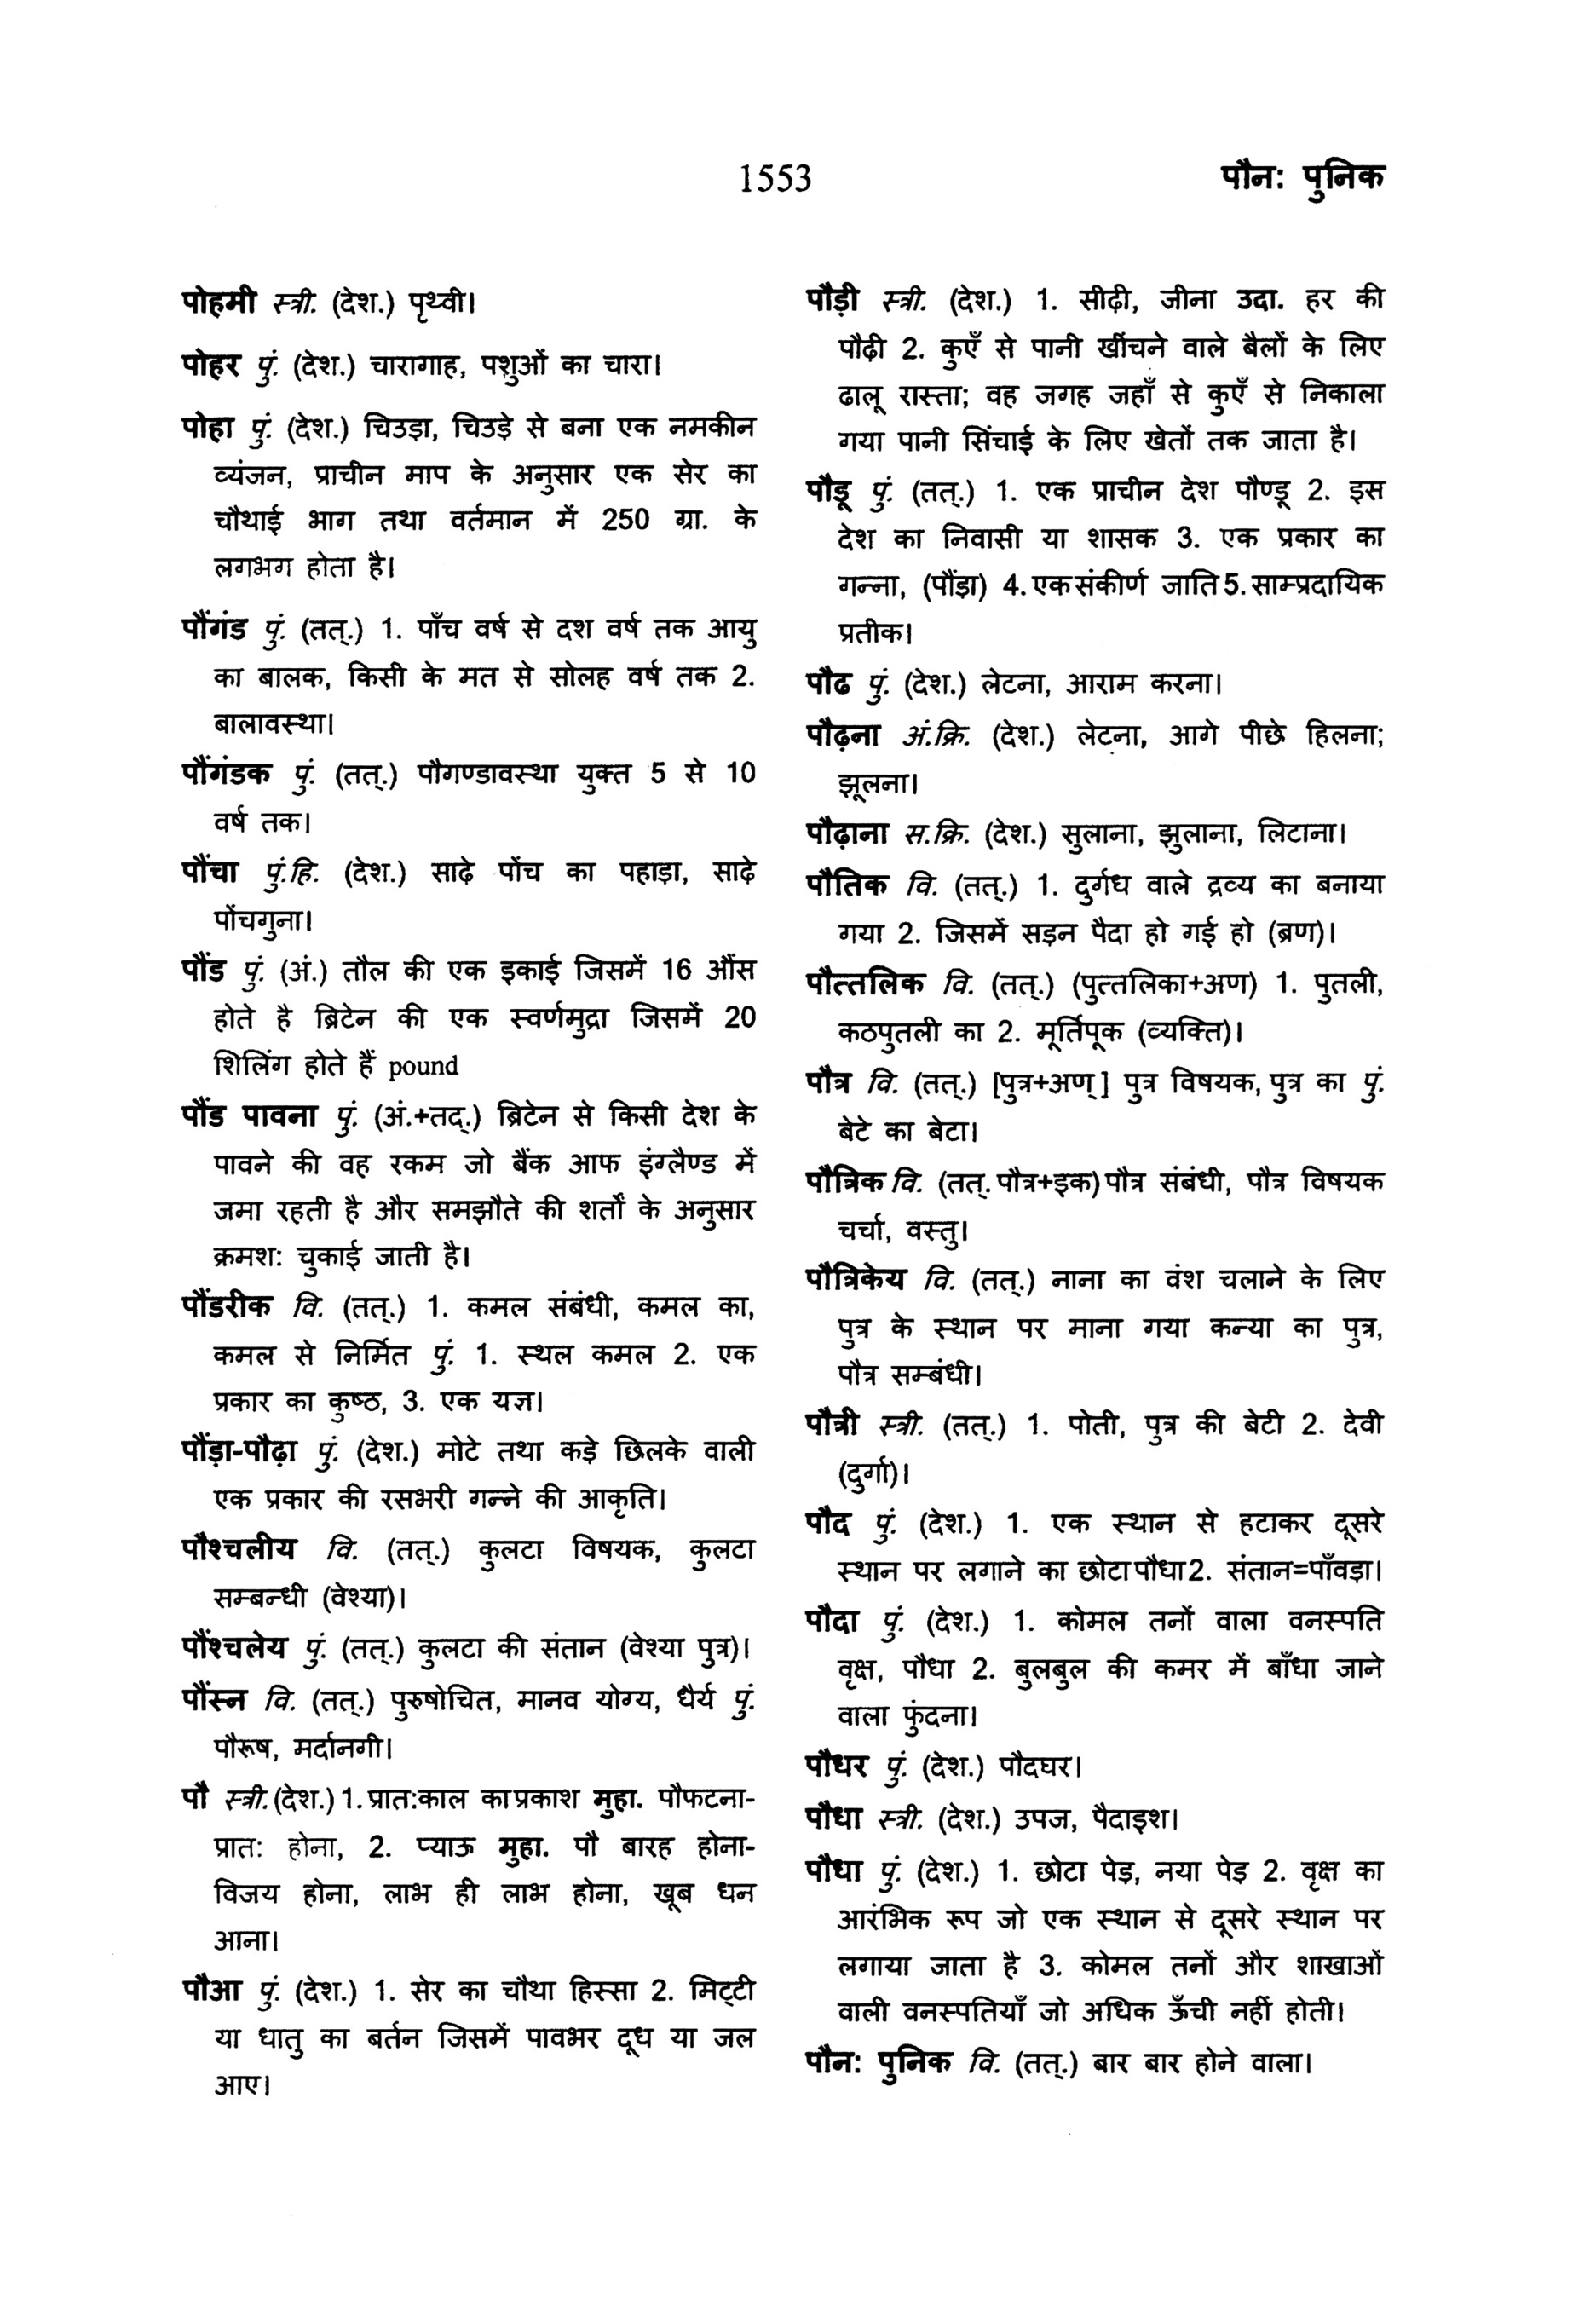 1553
पौन: पुनिक
पोहमी स्त्री. (देश.) पृथ्वी।
पोहर पुं. (देश.) चारागाह, पशुओं का चारा।
पोहा पुं. (देश.) चिउड़ा, चिउड़े से बना एक नमकीन
व्यंजन, प्राचीन माप के अनुसार एक सेर का
चौथाई भाग तथा वर्तमान में 250 ग्रा. के
लगभग होता है।
पौंगंड पुं. (तत्.) 1. पाँच वर्ष से दश वर्ष तक आयु
का बालक, किसी के मत से सोलह वर्ष तक 2.
बालावस्था।
पौंगंडक पुं. (तत्.) पौगण्डावस्था युक्त 5 से 10
वर्ष तक।
पौंचा पुं.हि. (देश.) साढ़े पोंच का पहाड़ा, साढ़े
पोंचगुना।
पौंड पुं. (अं.) तौल की एक इकाई जिसमें 16 औंस
होते है ब्रिटेन की एक स्वर्णमुद्रा जिसमें 20
शिलिंग होते हैं pound
पौंड पावना पुं. (अं.+तद्.) ब्रिटेन से किसी देश के
पावने की वह रकम जो बैंक आफ इंग्लैण्ड में
जमा रहती है और समझौते की शर्तों के अनुसार
क्रमश: चुकाई जाती है।
पौंडरीक वि. (तत्.) 1. कमल संबंधी, कमल का,
कमल से निर्मित पुं. 1. स्थल कमल 2. एक
प्रकार का कुष्ठ, 3. एक यज्ञ।
पौंड़ा-पौढ़ा पुं. (देश.) मोटे तथा कड़े छिलके वाली
एक प्रकार की रसभरी गन्ने की आकृति।
पौश्चलीय वि. (तत्.) कुलटा विषयक, कुलटा
सम्बन्धी (वेश्या)।
पौंश्चलेय पुं. (तत्.) कुलटा की संतान (वेश्या पुत्र)।
पौंस्न वि. (तत्.) पुरुषोचित, मानव योग्य, धैर्य पुं.
पौरूष, मर्दानगी।
पौ स्त्री. (देश.) 1. प्रात:काल का प्रकाश मुहा. पौफटना-
प्रात: होना, 2. प्याऊ मुहा. पौ बारह होना-
विजय होना, लाभ ही लाभ होना, खूब धन
आना।
पौआ पुं. (देश.) 1. सेर का चौथा हिस्सा 2. मिट्टी
या धातु का बर्तन जिसमें पावभर दूध या जल
आए।
पौड़ी स्त्री. (देश.) 1. सीढ़ी, जीना उदा. हर की
पौढ़ी 2. कुएँ से पानी खींचने वाले बैलों के लिए
ढालू रास्ता; वह जगह जहाँ से कुएँ से निकाला
गया पानी सिंचाई के लिए खेतों तक जाता है।
पौडू पुं. (तत्.) 1. एक प्राचीन देश पौण्डू 2. इस
देश का निवासी या शासक 3. एक प्रकार का
गन्ना, (पौंड़ा) 4. एक संकीर्ण जाति 5. साम्प्रदायिक
प्रतीक।
पौढ पुं. (देश.) लेटना, आराम करना।
पौढ़ना अं.क्रि. (देश.) लेटना, आगे पीछे हिलना;
झूलना।
पौढ़ाना स.क्रि. (देश.) सुलाना, झुलाना, लिटाना।
पौतिक वि. (तत्.) 1. दुर्गध वाले द्रव्य का बनाया
गया 2. जिसमें सड़न पैदा हो गई हो (ब्रण)।
पौत्तलिक वि. (तत्.) (पुत्तलिका+अण) 1. पुतली,
कठपुतली का 2. मूर्तिपूक (व्यक्ति)।
पौत्र वि. (तत्.) [पुत्र+अण्] पुत्र विषयक, पुत्र का पुं.
बेटे का बेटा।
पौत्रिक वि. (तत्. पौत्र+इक) पौत्र संबंधी, पौत्र विषयक
चर्चा, वस्तु।
पौत्रिकेय वि. (तत्.) नाना का वंश चलाने के लिए
पुत्र के स्थान पर माना गया कन्या का पुत्र,
पौत्र सम्बंधी।
पौत्री स्त्री. (तत्.) 1. पोती, पुत्र की बेटी 2. देवी
(दुर्गा)।
पौद पुं. (देश.) 1. एक स्थान से हटाकर दूसरे
स्थान पर लगाने का छोटा पौधा 2. संतान=पाँवड़ा।
पौदा पुं. (देश.) 1. कोमल तनों वाला वनस्पति
वृक्ष, पौधा 2. बुलबुल की कमर में बाँधा जाने
वाला फुंदना।
पौधर पुं. (देश.) पौदघर।
पौधा स्त्री. (देश.) उपज, पैदाइश।
पौधा पुं. (देश.) 1. छोटा पेड़, नया पेड़ 2. वृक्ष का
आरंभिक रूप जो एक स्थान से दूसरे स्थान पर
लगाया जाता है 3. कोमल तनों और शाखाओं
वाली वनस्पतियाँ जो अधिक ऊँची नहीं होती।
पौन: पुनिक वि. (तत्.) बार बार होने वाला।